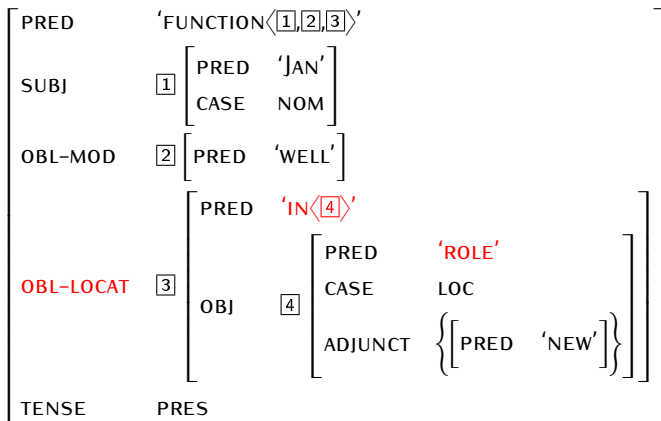 PRED ‘FUNCTION⟨1,2,3⟩’
SUBJ 1 [PRED ‘JAN’
CASE NOM]
OBL-MOD 2 [PRED ‘WELL’]
PRED ‘IN⟨4⟩’
PRED ‘ROLE’
OBL-LOCAT 3 OBJ 4 CASE LOC
ADJUNCT {[PRED ‘NEW’]}
TENSE PRES